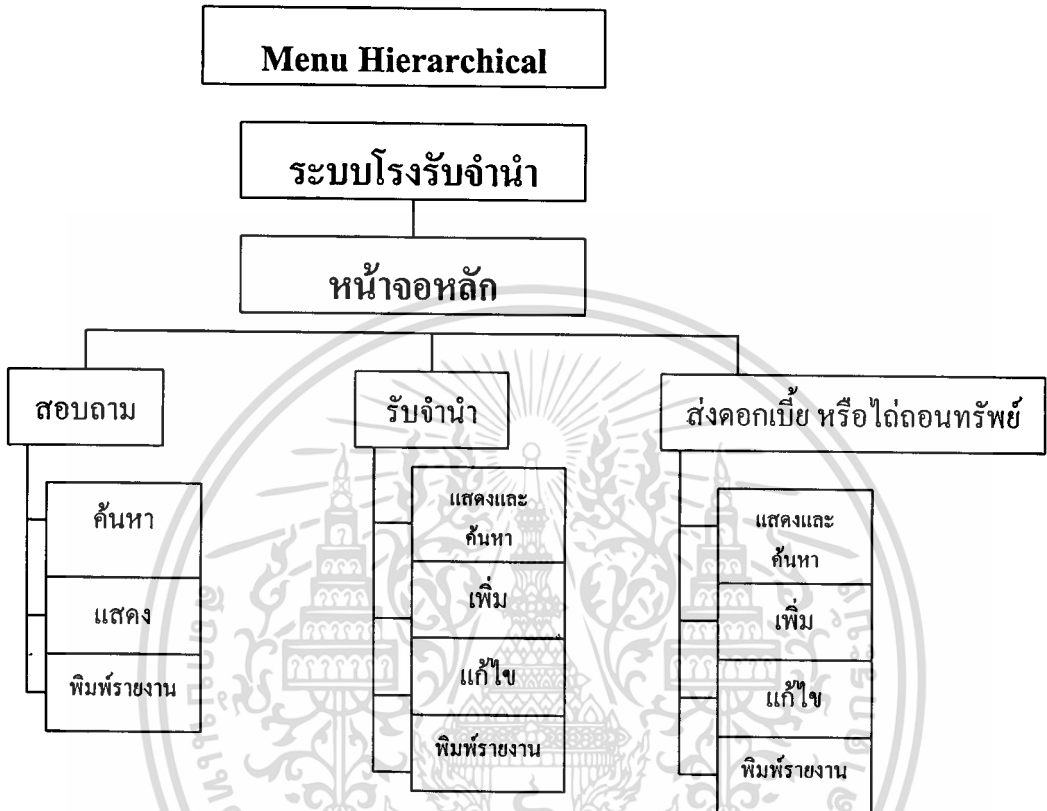 Menu Hierarchical
ระบบโรงรับจำนำ
หน้าจอหลัก
สอบถาม
ค้นหา
แสดง
พิมพ์รายงาน
รับจำนำ
แสดงและ
ค้นหา
เพิ่ม
แก้ไข
พิมพ์รายงาน
ส่งดอกเบี้ย หรือ ไถ่ถอนทรัพย์
แสดงและ
ค้นหา
เพิ่ม
แก้ไข
พิมพ์รายงาน